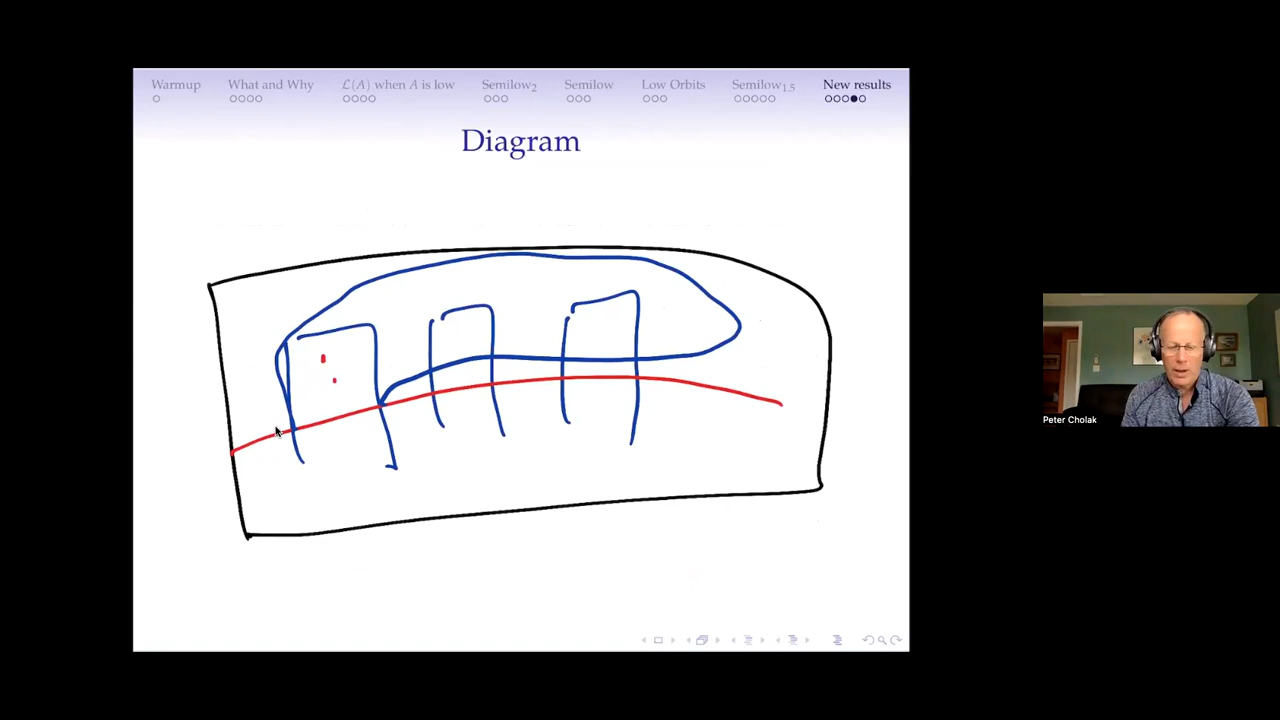 Warmup What and Why L(A) when A is low Semilow₂ Semilow Low Orbits Semilow₁.₅ New results
Diagram
Peter Cholak